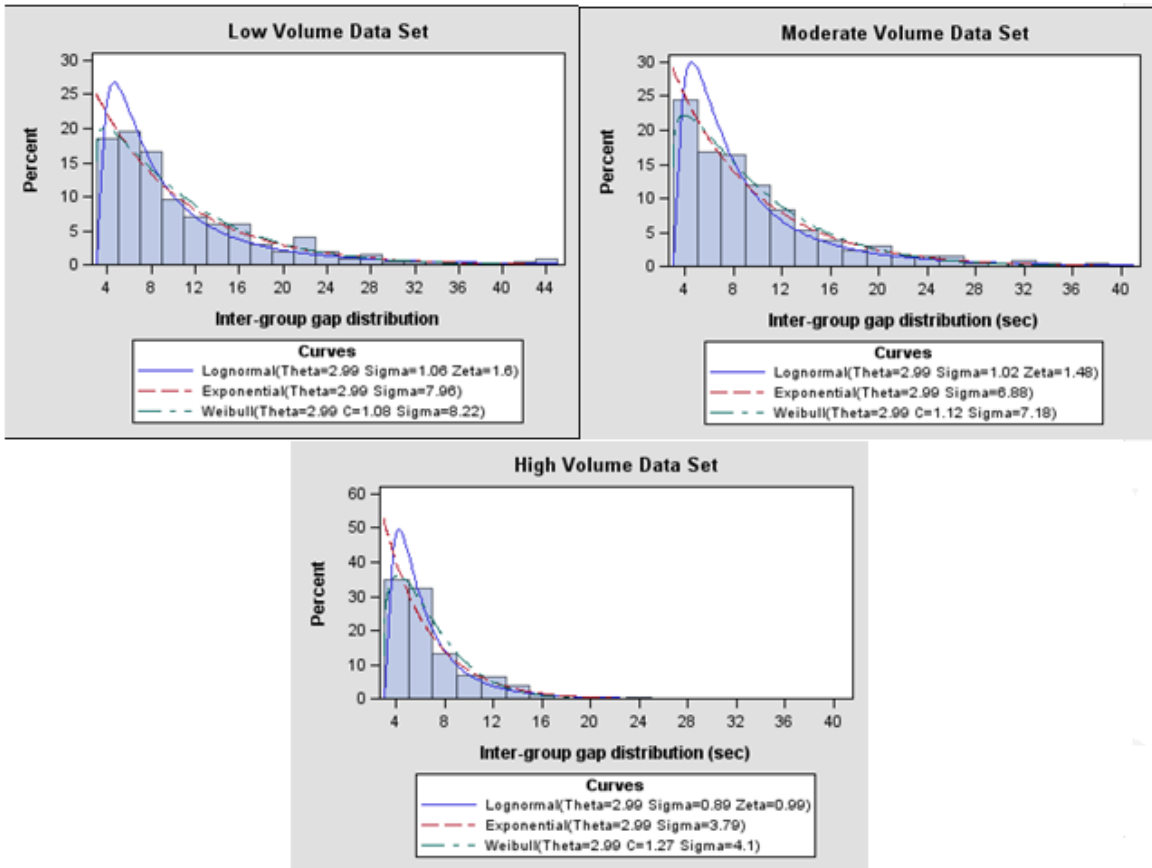 Low Volume Data Set
30
25
20
15
10
5
0
Percent
4 8 12 16 20 24 28 32 36 40 44
Inter-group gap distribution
Curves
Lognormal(Theta=2.99 Sigma=1.06 Zeta=1.6)
Exponential(Theta=2.99 Sigma=7.96)
Weibull(Theta=2.99 C=1.08 Sigma=8.22)
Moderate Volume Data Set
30
25
20
15
10
5
0
Percent
4 8 12 16 20 24 28 32 36 40
Inter-group gap distribution (sec)
Curves
Lognormal(Theta=2.99 Sigma=1.02 Zeta=1.48)
Exponential(Theta=2.99 Sigma=6.88)
Weibull(Theta=2.99 C=1.12 Sigma=7.18)
High Volume Data Set
60
50
40
30
20
10
0
Percent
4 8 12 16 20 24 28 32 36 40
Inter-group gap distribution (sec)
Curves
Lognormal(Theta=2.99 Sigma=0.89 Zeta=0.99)
Exponential(Theta=2.99 Sigma=3.79)
Weibull(Theta=2.99 C=1.27 Sigma=4.1)